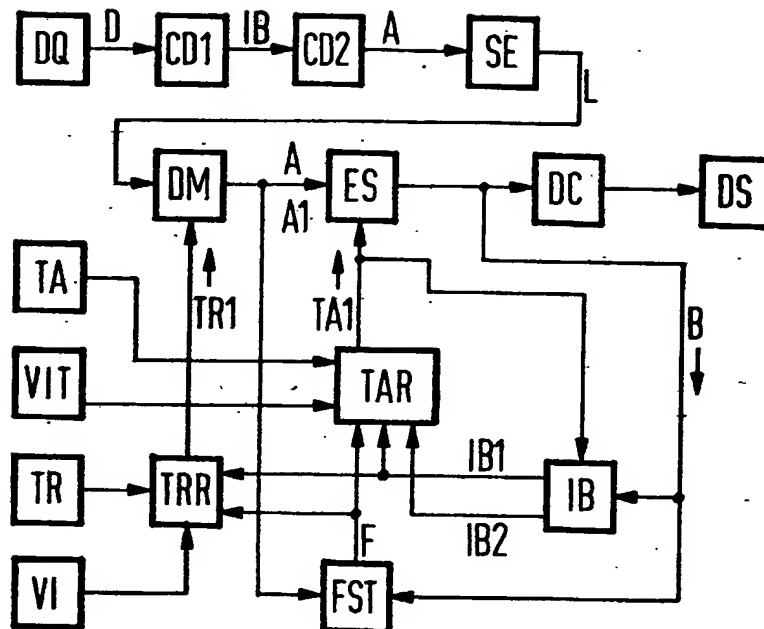 DQ D CD1 IB CD2 A SE
L
DM A ES DC DS
A1
TA TR1 TA1 B
VIT TAR
TR TRR IB1 IB
IB2
F
VI FST